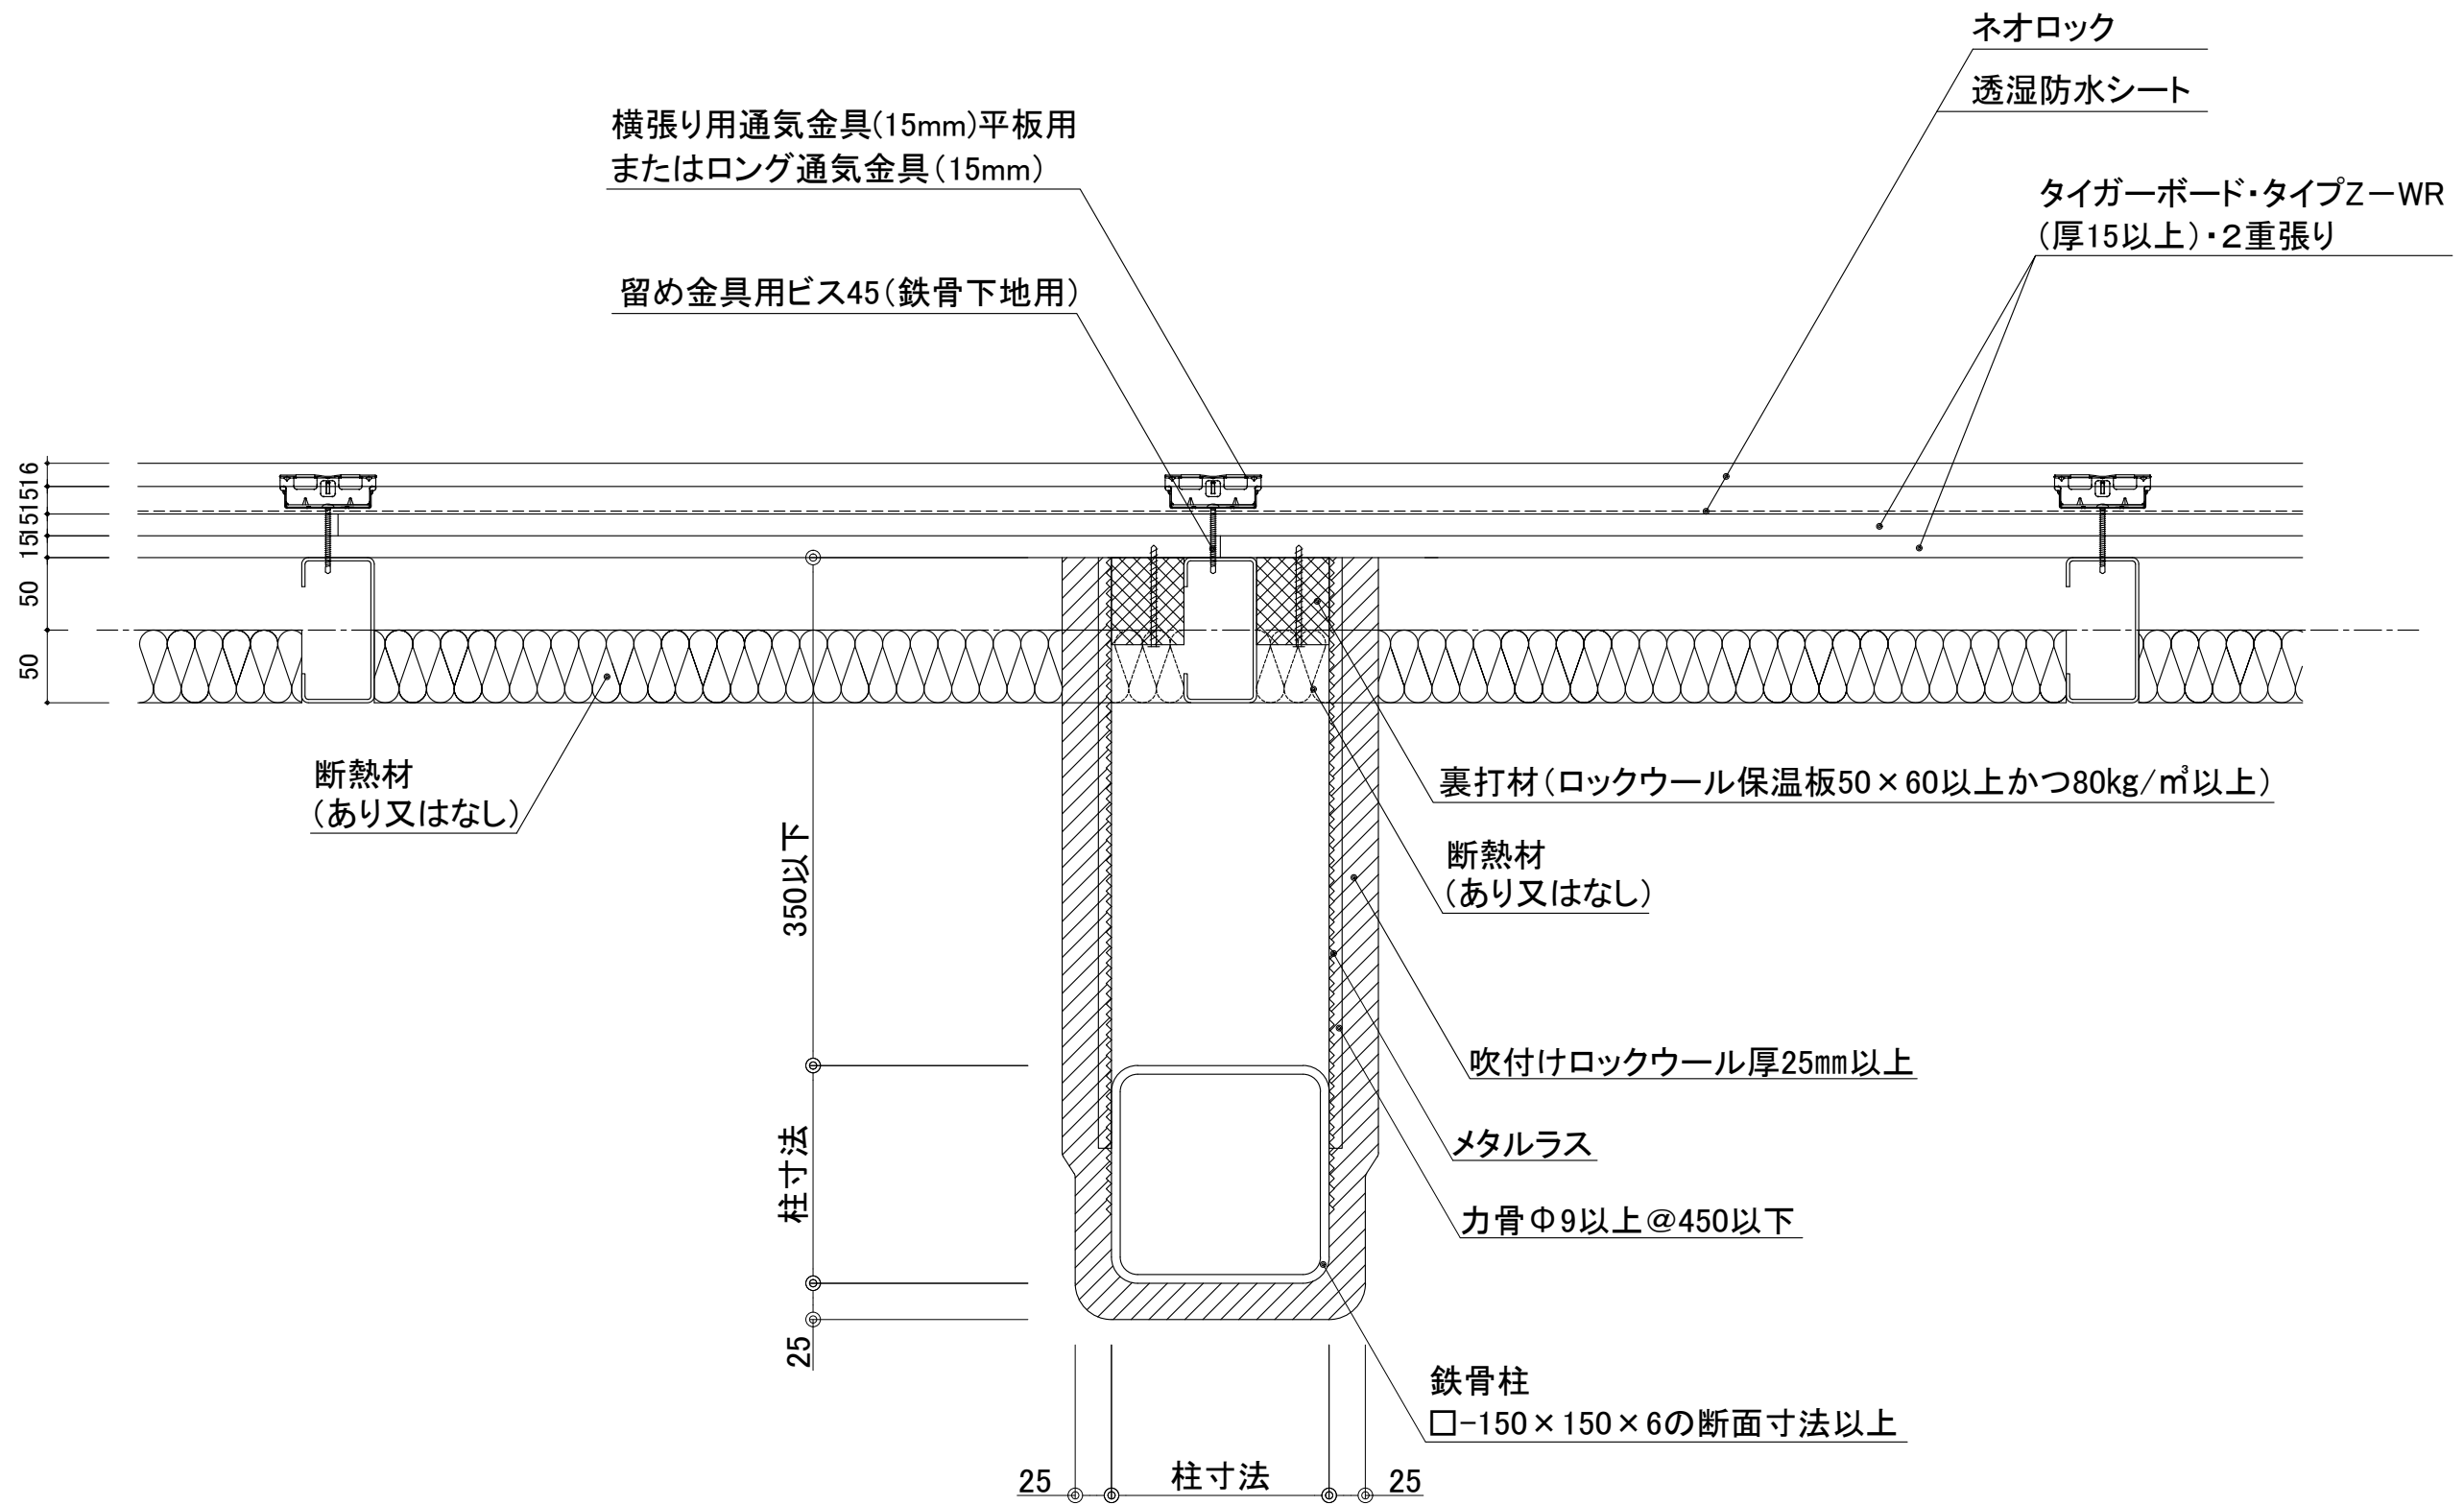 ネオロック
透湿防水シート
横張り用通気金具(15mm)平板用
またはロング通気金具(15mm)
タイガーボード・タイプZ－WR
(厚15以上)・2重張り
留め金具用ビス45(鉄骨下地用)
16
15
15
15
50
50
断熱材
(あり又はなし)
裏打材(ロックウール保温板50×60以上かつ80kg/㎥以上)
断熱材
(あり又はなし)
350以下
吹付けロックウール厚25㎜以上
メタルラス
柱寸法
力骨Φ9以上@450以下
25
鉄骨柱
□-150×150×6の断面寸法以上
25
柱寸法
25